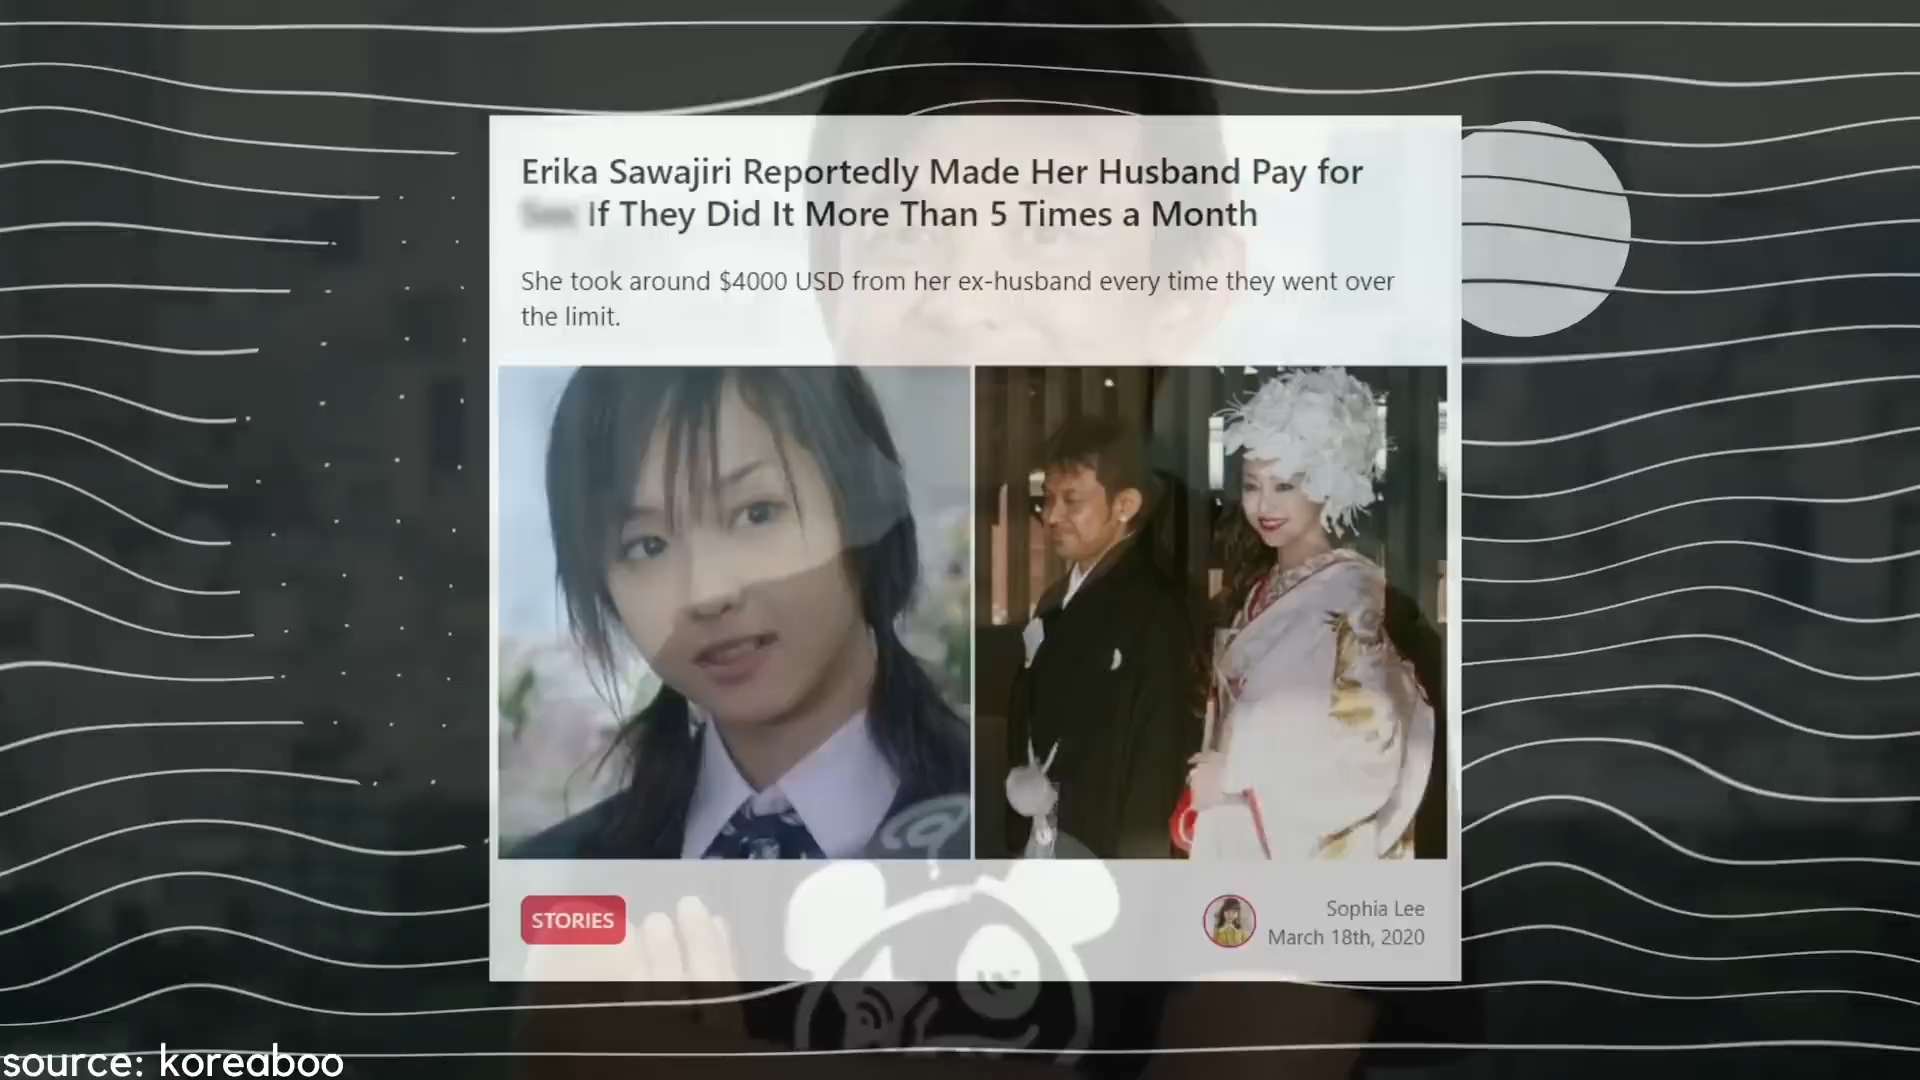 Erika Sawajiri Reportedly Made Her Husband Pay for
If They Did It More Than 5 Times a Month
She took around $4000 USD from her ex-husband every time they went over
the limit.
STORIES
Sophia Lee
March 18th, 2020
source: koreaboo